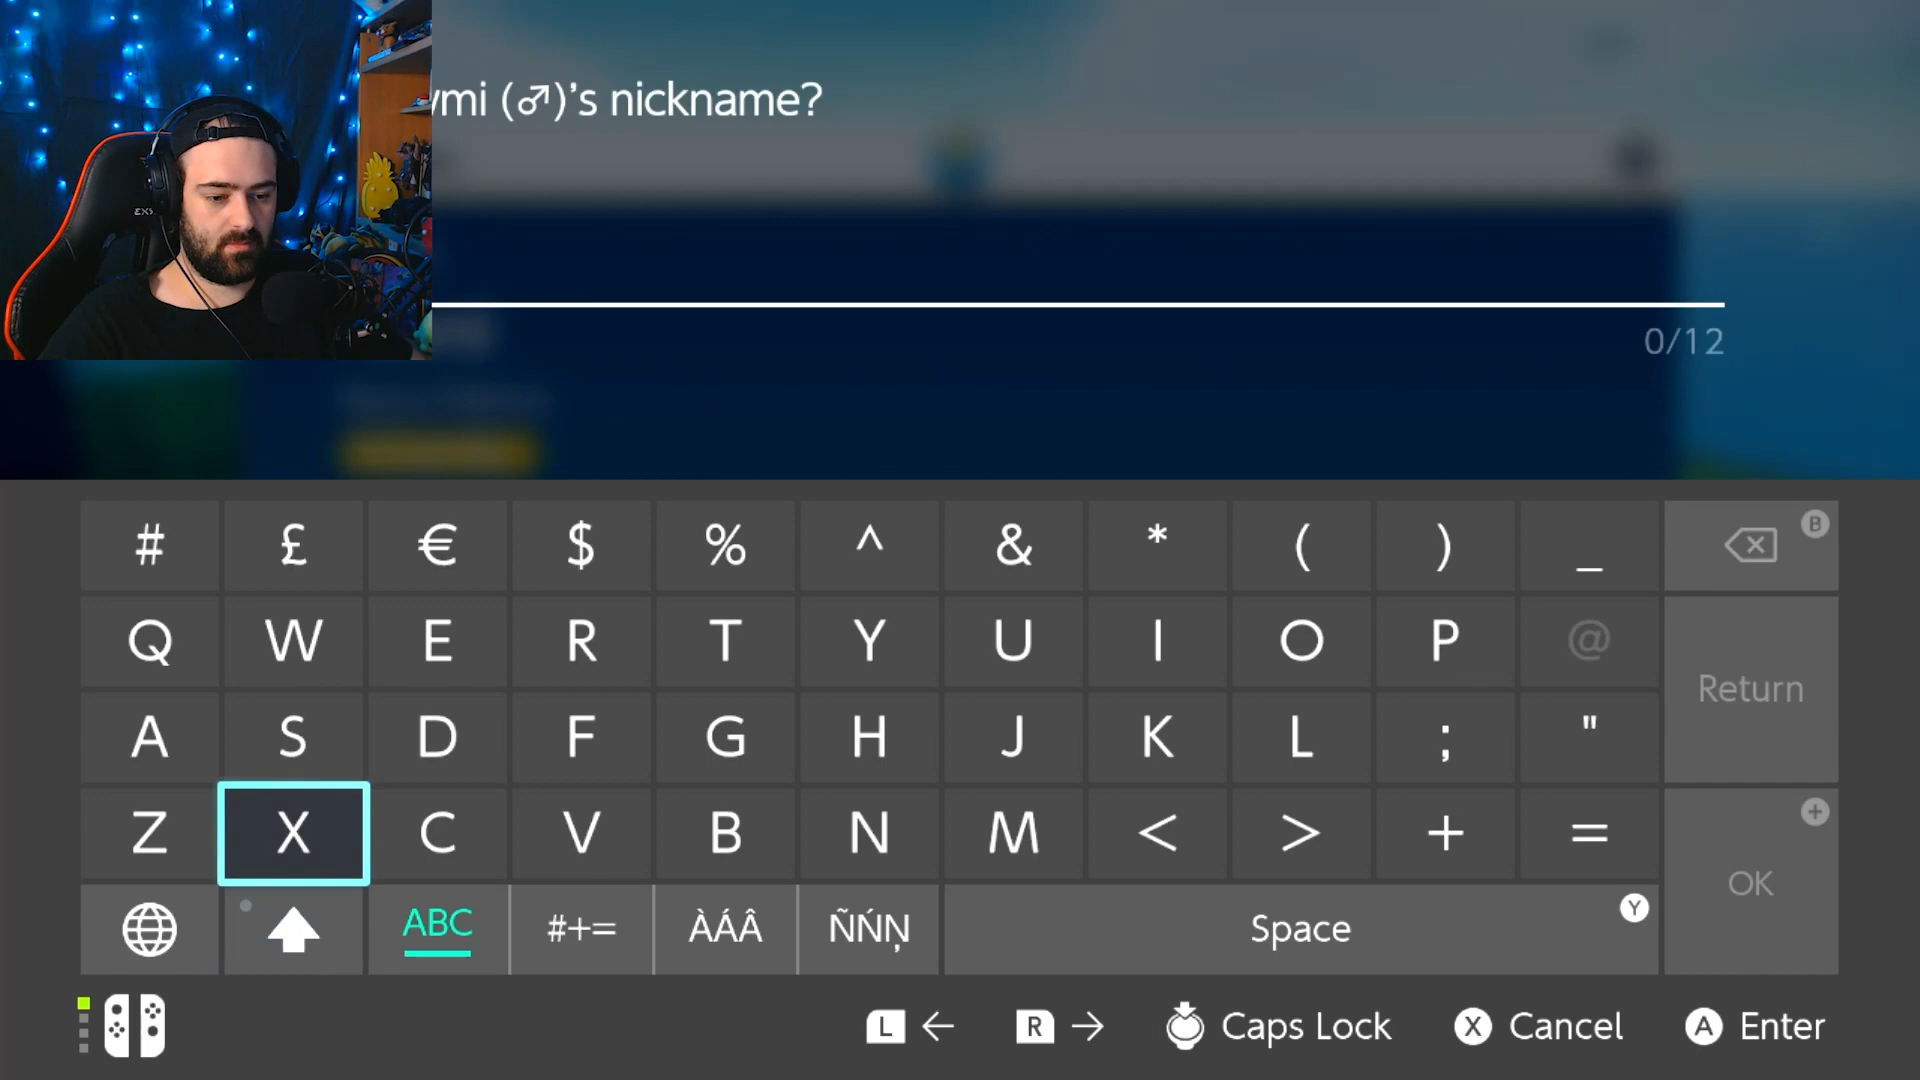 mi (♂)'s nickname?
0/12
# £ € $ % ^ & * ( ) _ B
Q W E R T Y U I O P @
Return
A S D F G H J K L ; "
Z X C V B N M < > + = +
OK
ABC #+= ÀÁÂ ÑŃŅ Space Y
L ← R → Caps Lock X Cancel A Enter